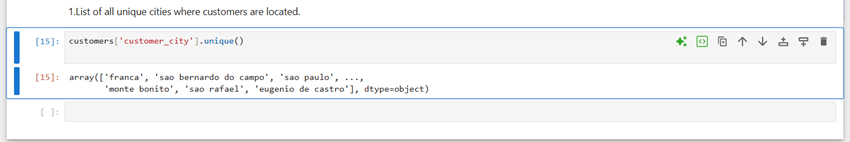 1.List of all unique cities where customers are located.
[15]: customers['customer_city'].unique()
[15]: array(['franca', 'sao bernardo do campo', 'sao paulo', ...,
'monte bonito', 'sao rafael', 'eugenio de castro'], dtype=object)
[ ]: